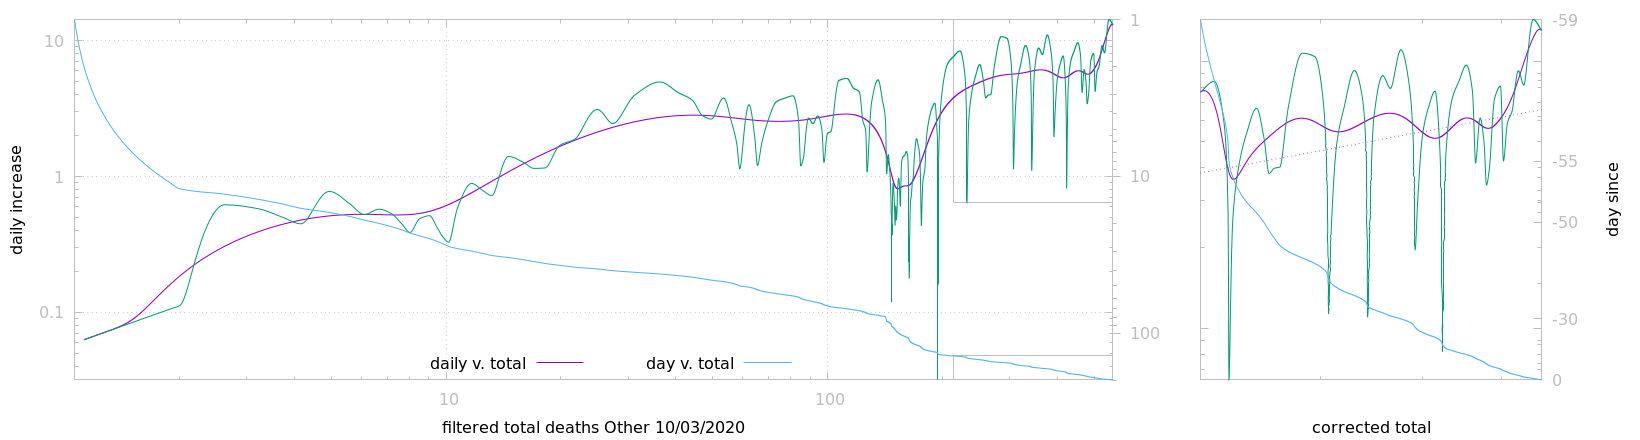 10
1
0.1
daily increase
daily v. total
day v. total
10
100
filtered total deaths Other 10/03/2020
1
10
100
-59
-55
-50
-30
0
day since
corrected total